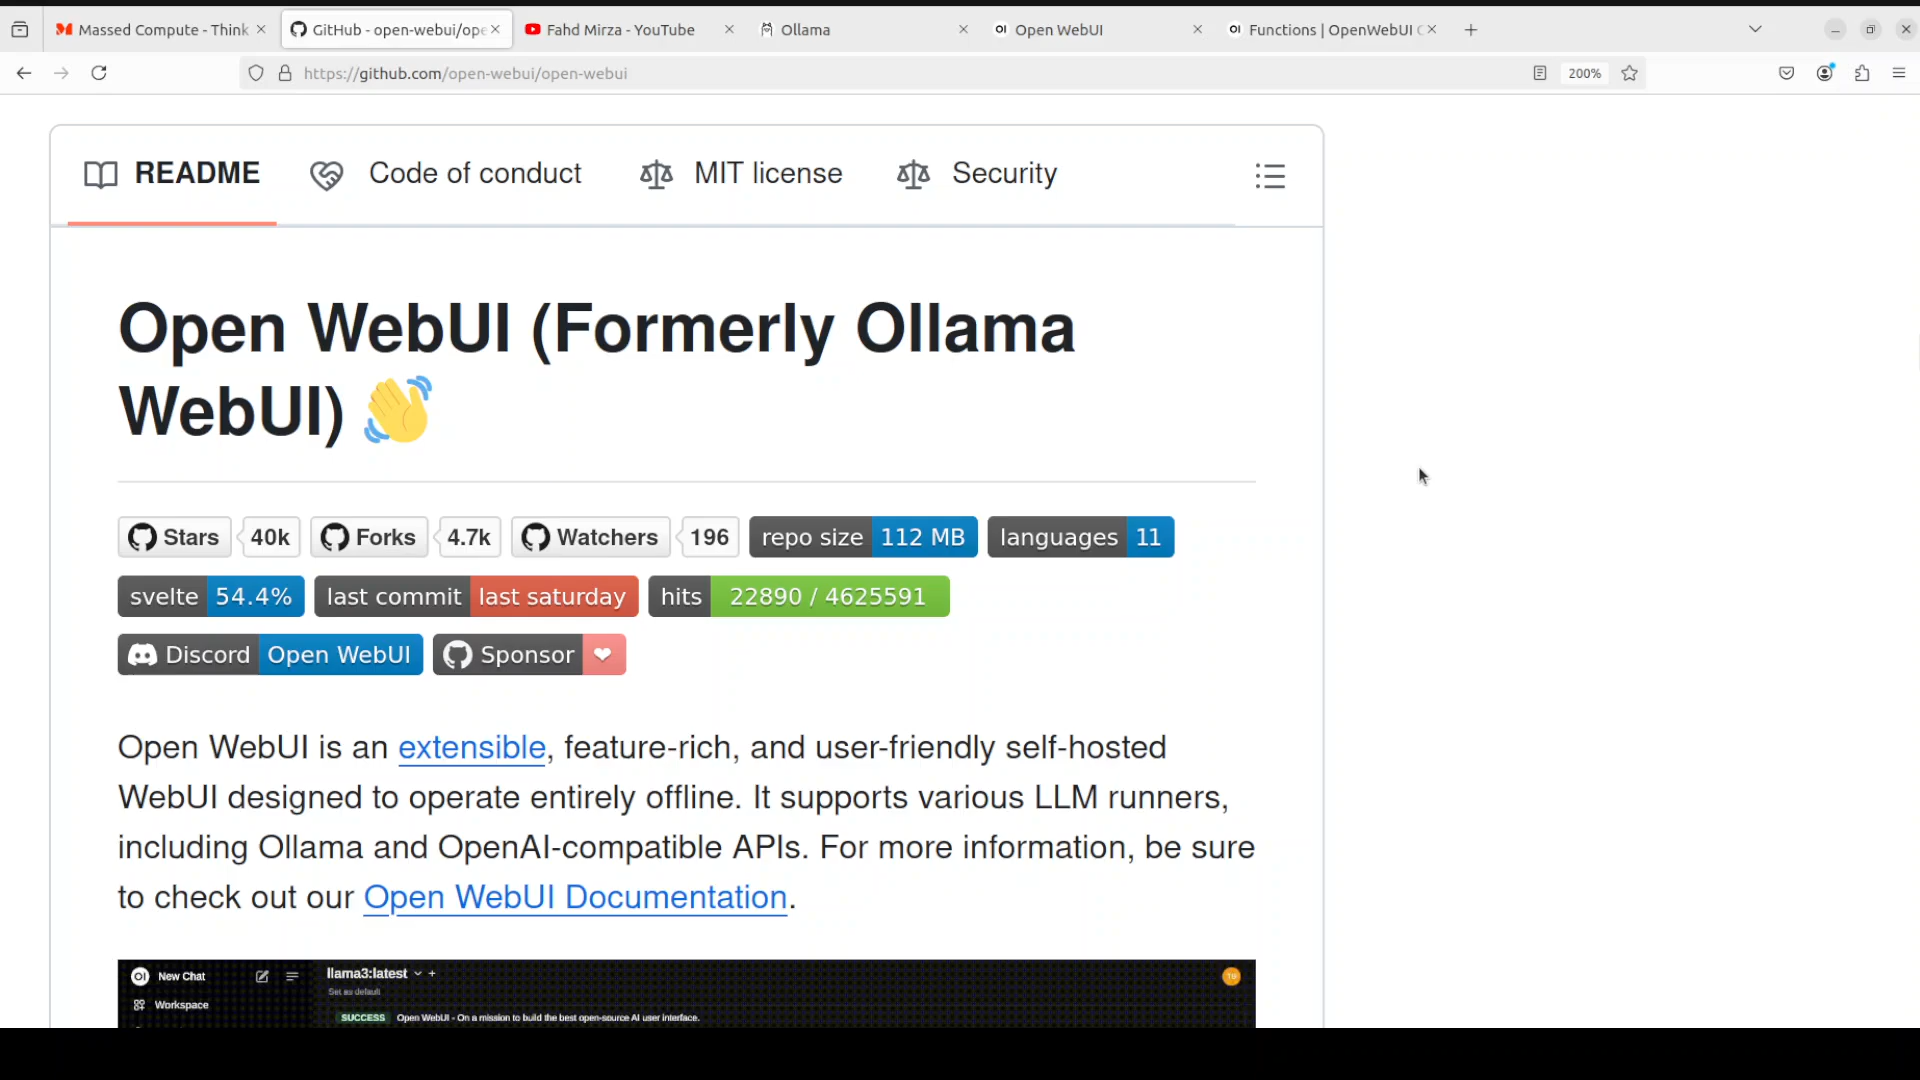 Massed Compute - Think
GitHub - open-webui/ope
Fahd Mirza - YouTube
Ollama
Open WebUI
Functions | OpenWebUI C
https://github.com/open-webui/open-webui
200%
README
Code of conduct
MIT license
Security
Open WebUI (Formerly Ollama
WebUI) 👋
Stars 40k
Forks 4.7k
Watchers 196
repo size 112 MB
languages 11
svelte 54.4%
last commit last saturday
hits 22890 / 4625591
Discord Open WebUI
Sponsor ❤
Open WebUI is an extensible, feature-rich, and user-friendly self-hosted
WebUI designed to operate entirely offline. It supports various LLM runners,
including Ollama and OpenAI-compatible APIs. For more information, be sure
to check out our Open WebUI Documentation.
OI New Chat
llama3:latest
Set as default
Workspace
SUCCESS Open WebUI - On a mission to build the best open-source AI user interface.